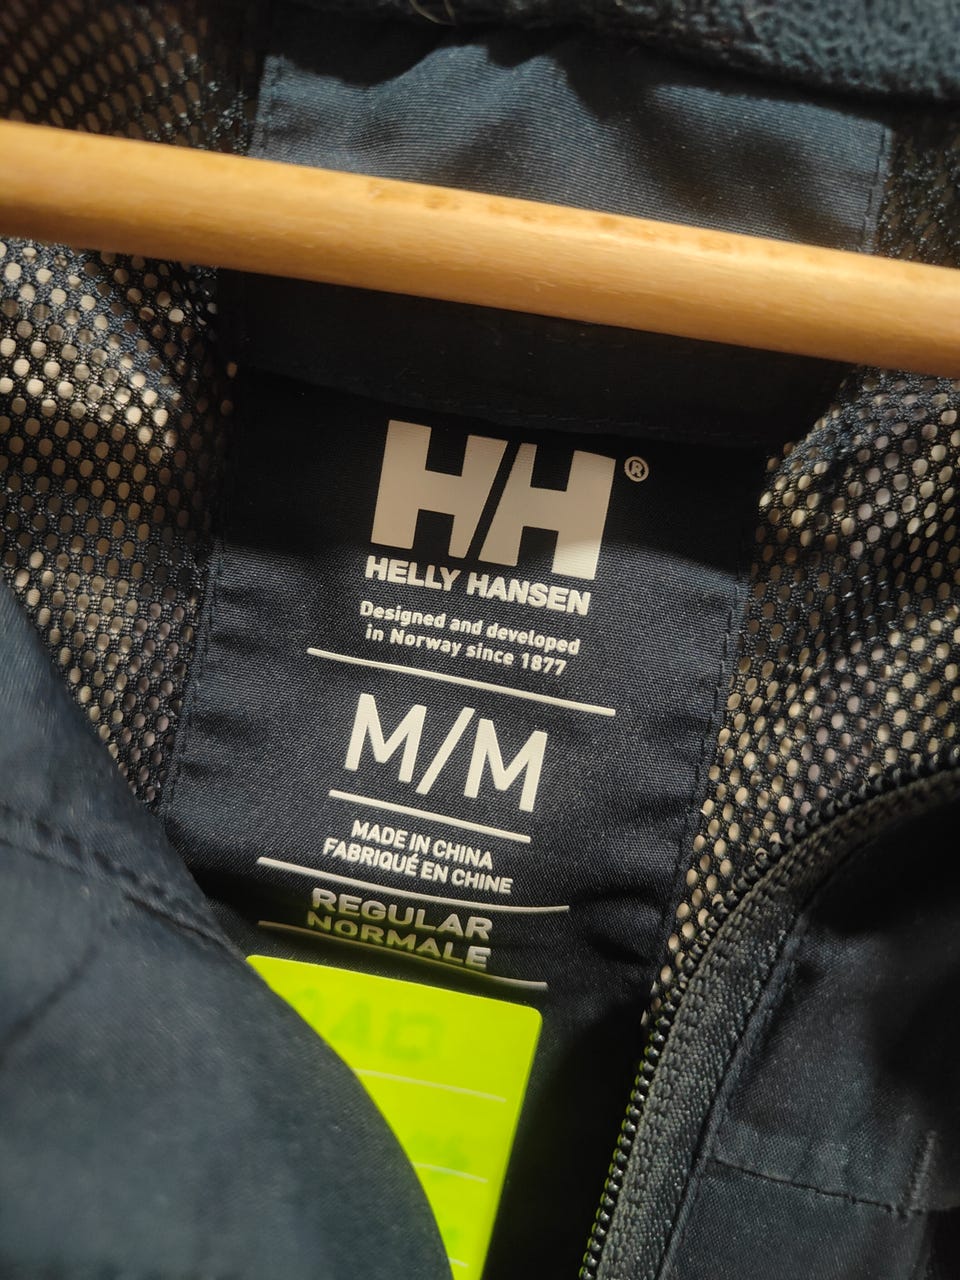 HH®
HELLY HANSEN
Designed and developed
in Norway since 1877
M/M
MADE IN CHINA
FABRIQUÉ EN CHINE
REGULAR
NORMALE